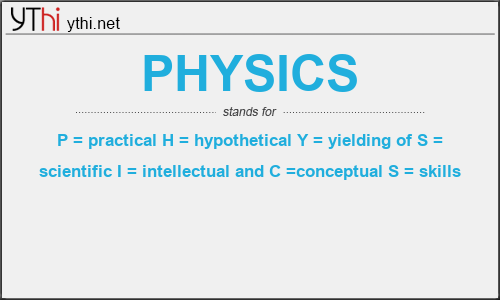 YThi ythi.net
PHYSICS
stands for
P = practical H = hypothetical Y = yielding of S =
scientific I = intellectual and C =conceptual S = skills